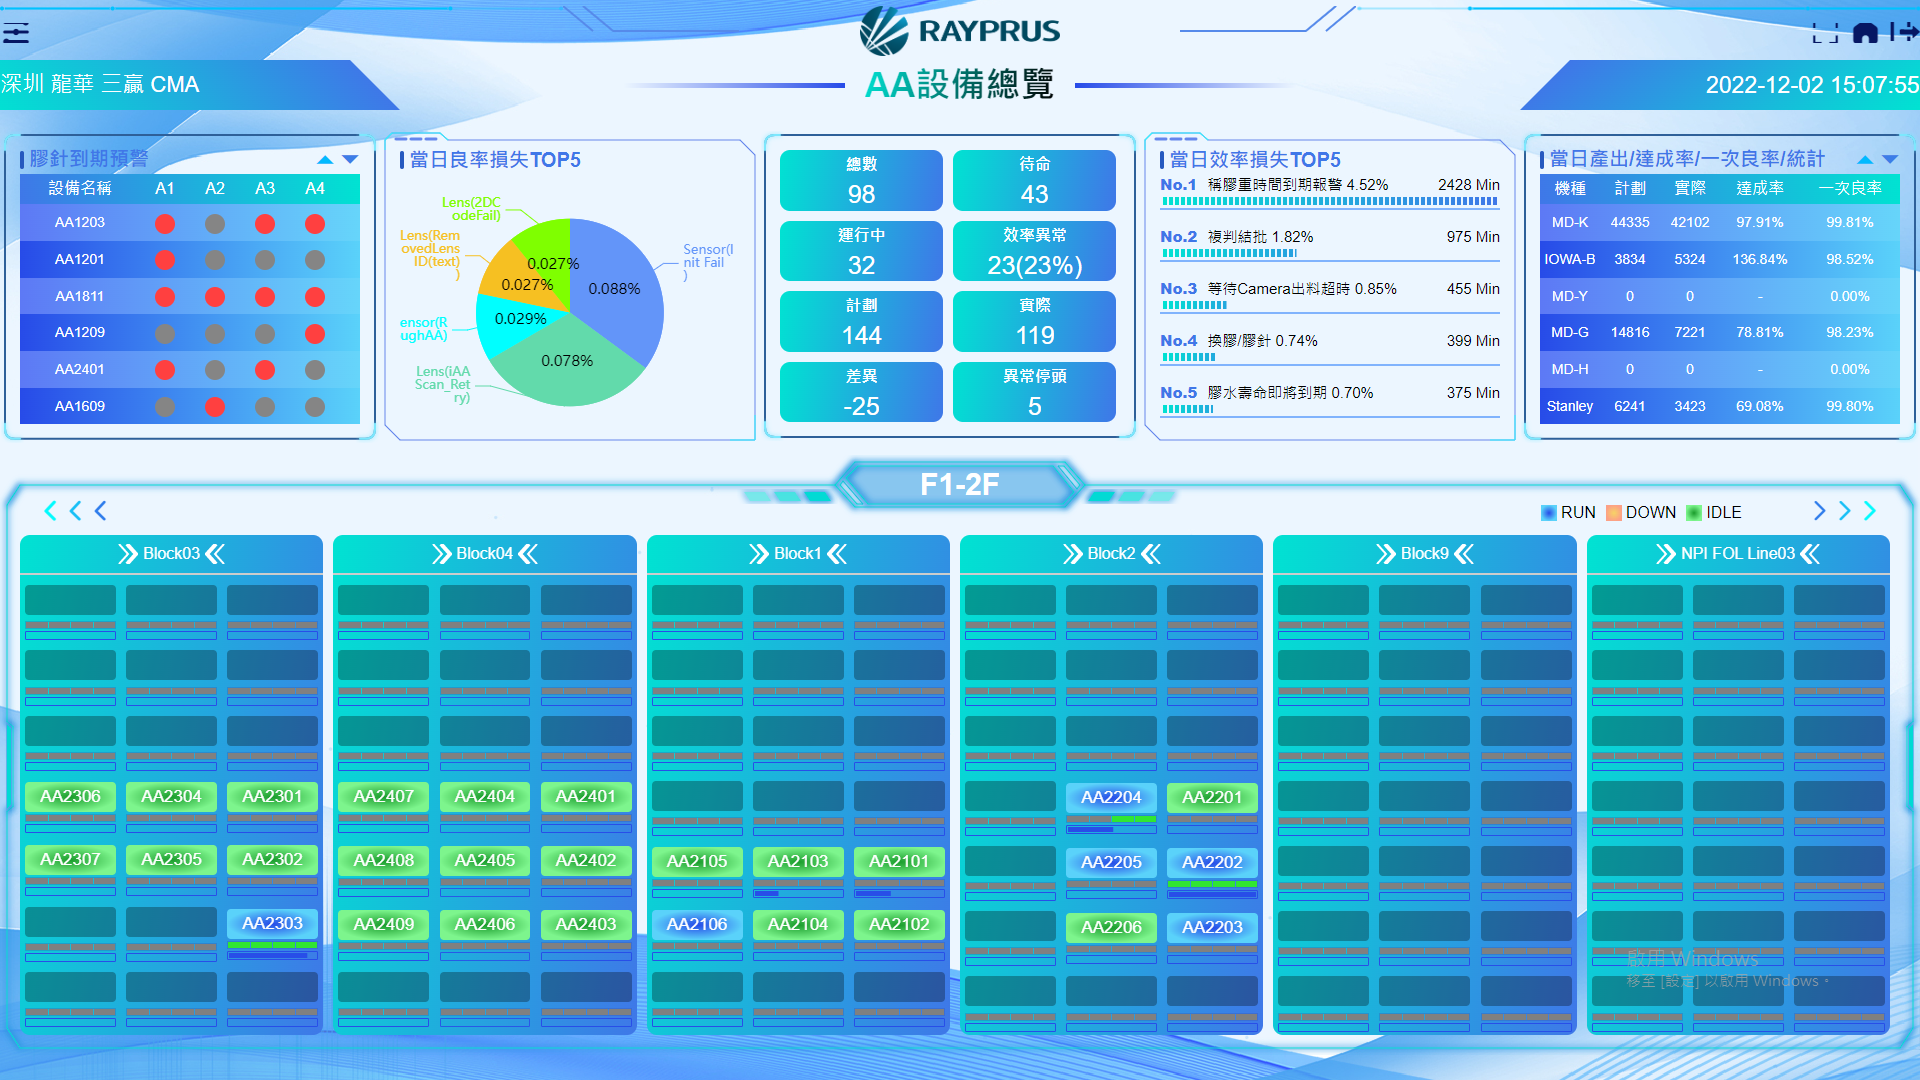 RAYPRUS
深圳 龍華 三贏 CMA
AA設備總覽
2022-12-02 15:07:55
膠針到期預警
設備名稱 A1 A2 A3 A4
AA1203
AA1201
AA1811
AA1209
AA2401
AA1609
當日良率損失TOP5
Lens(2DC
odeFail)
Lens(Rem
ovedLens
ID(text)
)
ensor(R
ughAA)
Lens(iAA
Scan_Ret
ry)
Sensor(I
nit Fail
)
0.027%
0.027%
0.088%
0.029%
0.078%
總數
98
待命
43
運行中
32
效率異常
23(23%)
計劃
144
實際
119
差異
-25
異常停頭
5
當日效率損失TOP5
No.1 稱膠重時間到期報警 4.52% 2428 Min
No.2 複判結批 1.82% 975 Min
No.3 等待Camera出料超時 0.85% 455 Min
No.4 換膠/膠針 0.74% 399 Min
No.5 膠水壽命即將到期 0.70% 375 Min
當日產出/達成率/一次良率/統計
機種 計劃 實際 達成率 一次良率
MD-K 44335 42102 97.91% 99.81%
IOWA-B 3834 5324 136.84% 98.52%
MD-Y 0 0 - 0.00%
MD-G 14816 7221 78.81% 98.23%
MD-H 0 0 - 0.00%
Stanley 6241 3423 69.08% 99.80%
F1-2F
RUN DOWN IDLE
Block03 Block04 Block1 Block2 Block9 NPI FOL Line03
AA2306 AA2304 AA2301 AA2407 AA2404 AA2401 AA2204 AA2201
AA2307 AA2305 AA2302 AA2408 AA2405 AA2402 AA2105 AA2103 AA2101 AA2205 AA2202
AA2303 AA2409 AA2406 AA2403 AA2106 AA2104 AA2102 AA2206 AA2203
啟用 Windows
移至 [設定] 以啟用 Windows。